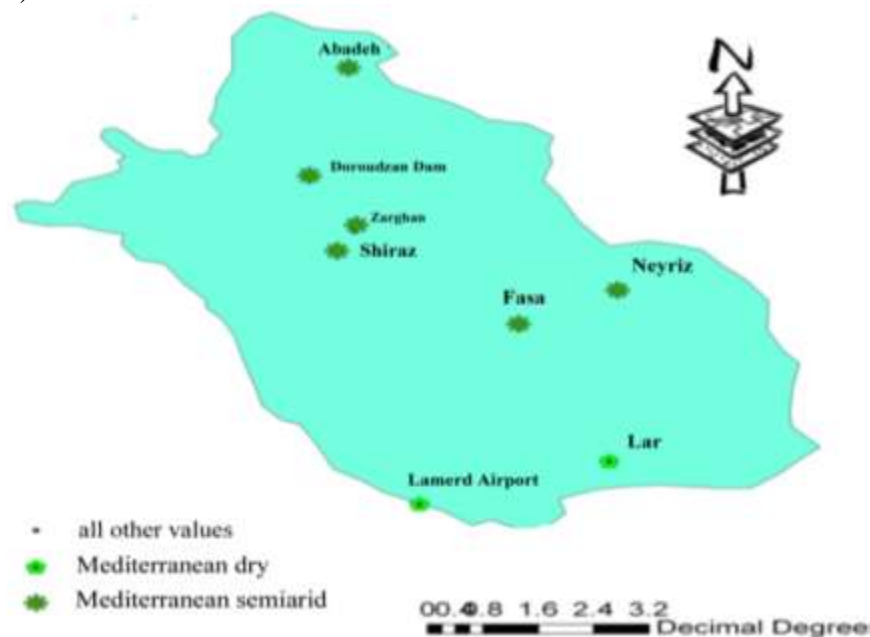 )
Abadeh
N
Doroudzan Dam
Zarghan
Shiraz
Neyriz
Fasa
Lar
Lamerd Airport
all other values
Mediterranean dry
Mediterranean semiarid
00.40.8 1.6 2.4 3.2
Decimal Degree